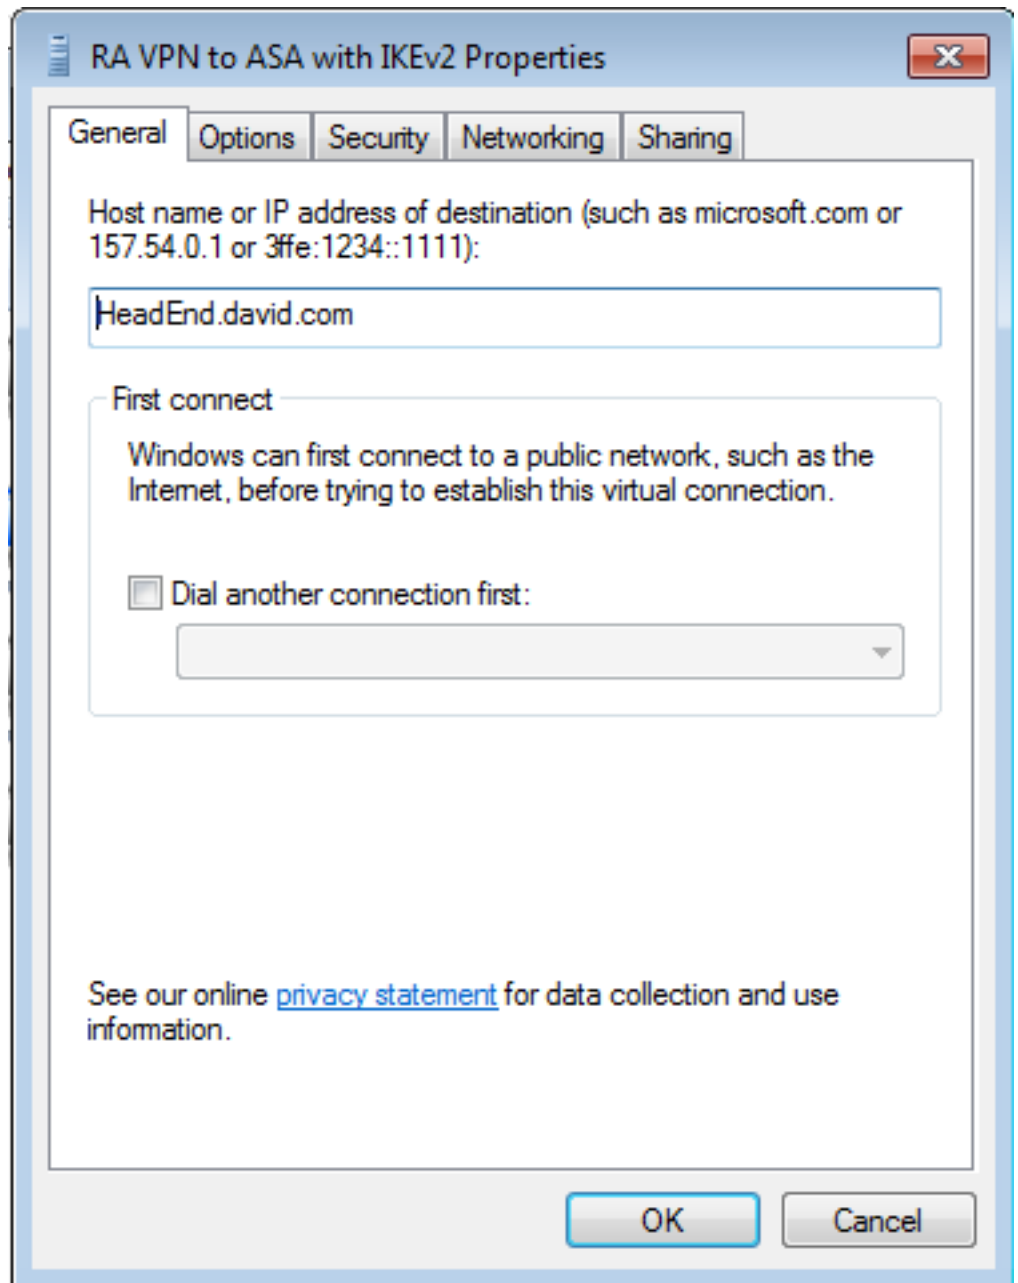 RA VPN to ASA with IKEv2 Properties
General Options Security Networking Sharing
Host name or IP address of destination (such as microsoft.com or
157.54.0.1 or 3ffe:1234::1111):
HeadEnd.david.com
First connect
Windows can first connect to a public network, such as the
Internet, before trying to establish this virtual connection.
Dial another connection first:
See our online privacy statement for data collection and use
information.
OK Cancel